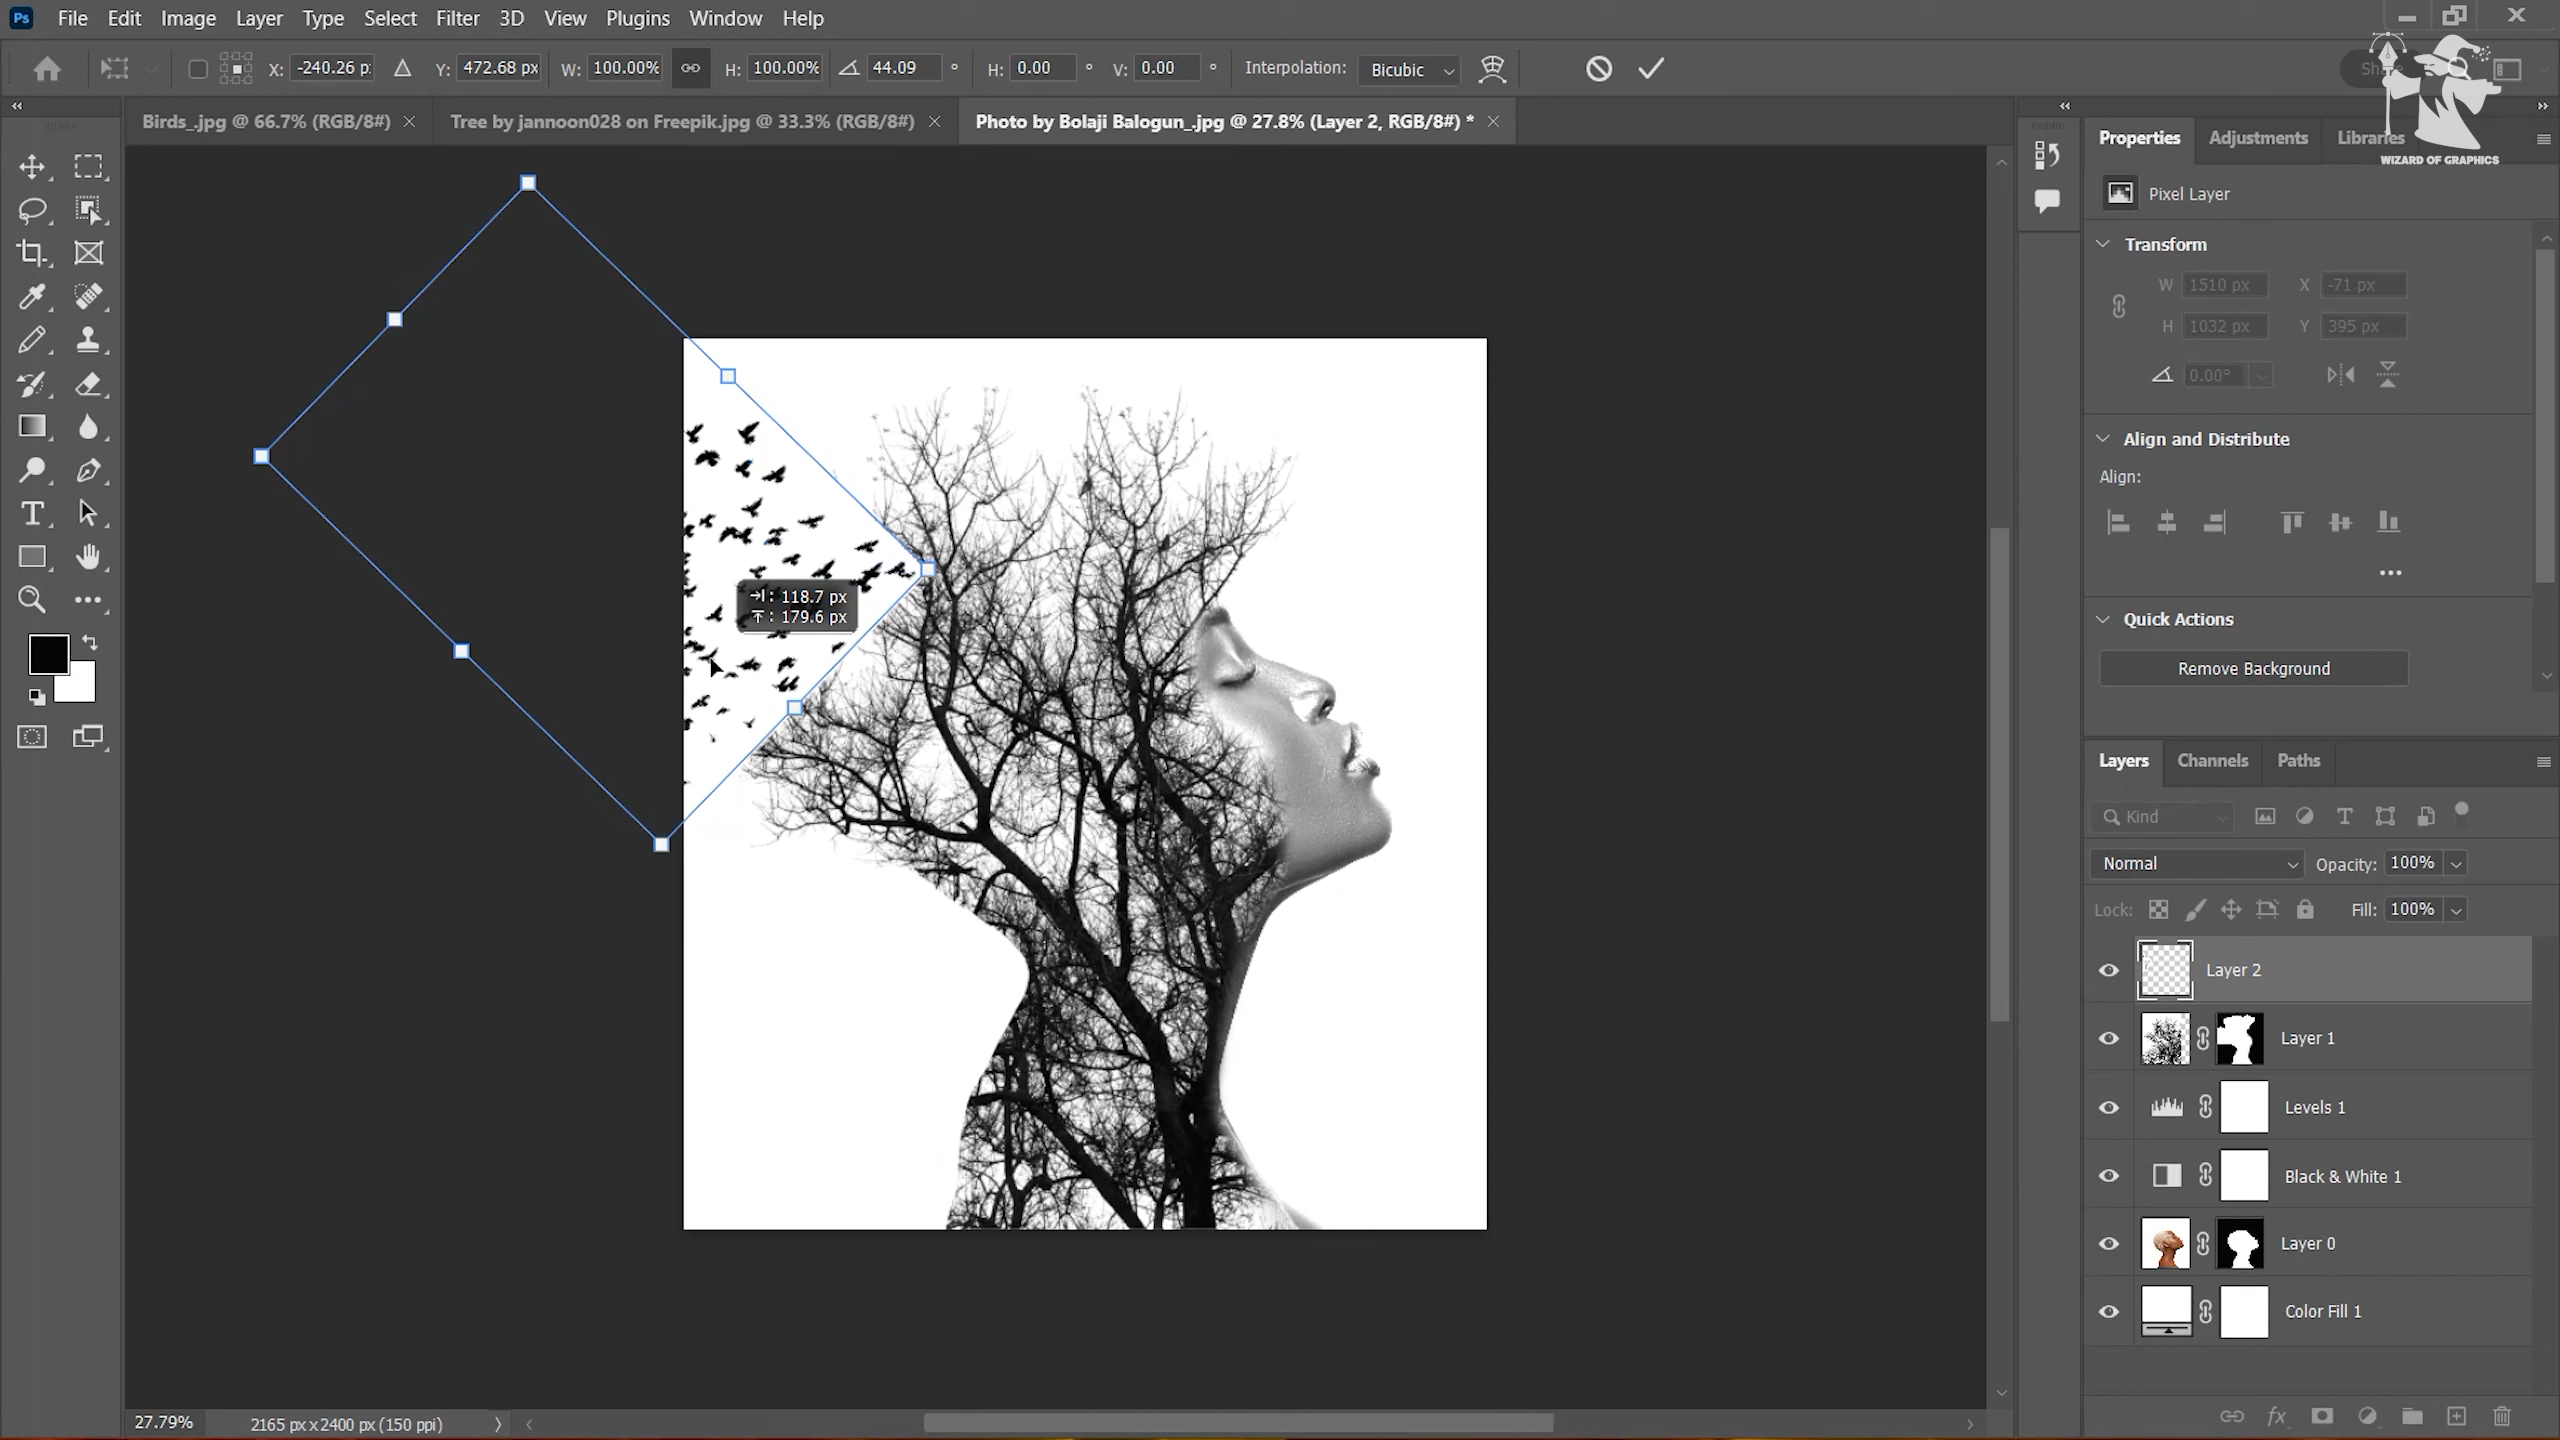 Ps File Edit Image Layer Type Select Filter 3D View Plugins Window Help
X: -240.26 p Y: 472.68 px W: 100.00% H: 100.00% 44.09 ° H: 0.00 ° V: 0.00 ° Interpolation: Bicubic
WIZARD OF GRAPHICS
Birds_.jpg @ 66.7% (RGB/8#) × Tree by jannoon028 on Freepik.jpg @ 33.3% (RGB/8#) × Photo by Bolaji Balogun_.jpg @ 27.8% (Layer 2, RGB/8#) * ×
Properties Adjustments Libraries
Pixel Layer
Transform
W 1510 px X -71 px
H 1032 px Y 395 px
0.00°
Align and Distribute
Align:
Quick Actions
Remove Background
: 118.7 px
: 179.6 px
Layers Channels Paths
Kind
Normal Opacity: 100%
Lock: Fill: 100%
Layer 2
Layer 1
Levels 1
Black & White 1
Layer 0
Color Fill 1
fx
27.79% 2165 px x 2400 px (150 ppi)